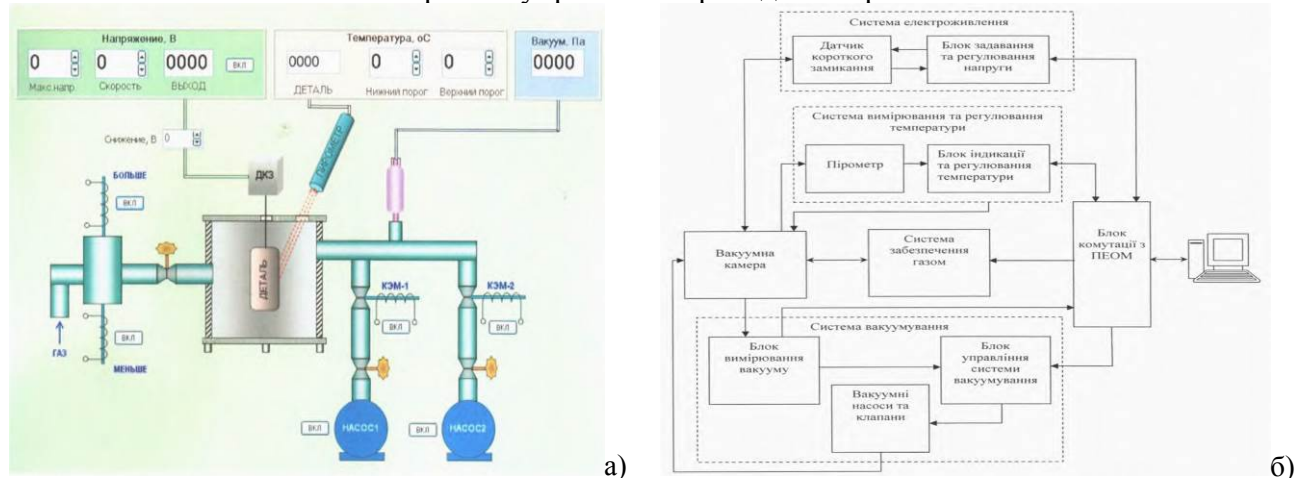 Напряжение, В
0
0
0000
ВКЛ
Макс.напр
Скорость
ВЫХОД
Температура, оС
0000
0
0
ДЕТАЛЬ
Нижний порог
Верхний порог
Вакуум, Па
0000
Снижение, В
0
ПИРОМЕТР
БОЛЬШЕ
ВКЛ
ДКЗ
ДЕТАЛЬ
КЭМ-1
ВКЛ
КЭМ-2
ВКЛ
ГАЗ
ВКЛ
МЕНЬШЕ
ВКЛ
НАСОС1
ВКЛ
НАСОС2
а)
Система електроживлення
Датчик
короткого
замикання
Блок задавання
та регулювання
напруги
Система вимірювання та регулювання
температури
Пірометр
Блок індикації
та регулювання
температури
Вакуумна
камера
Система
забезпечення
газом
Блок
комутації з
ПЕОМ
Система вакуумування
Блок
вимірювання
вакууму
Блок
управління
системи
вакуумування
Вакуумні
насоси та
клапани
б)